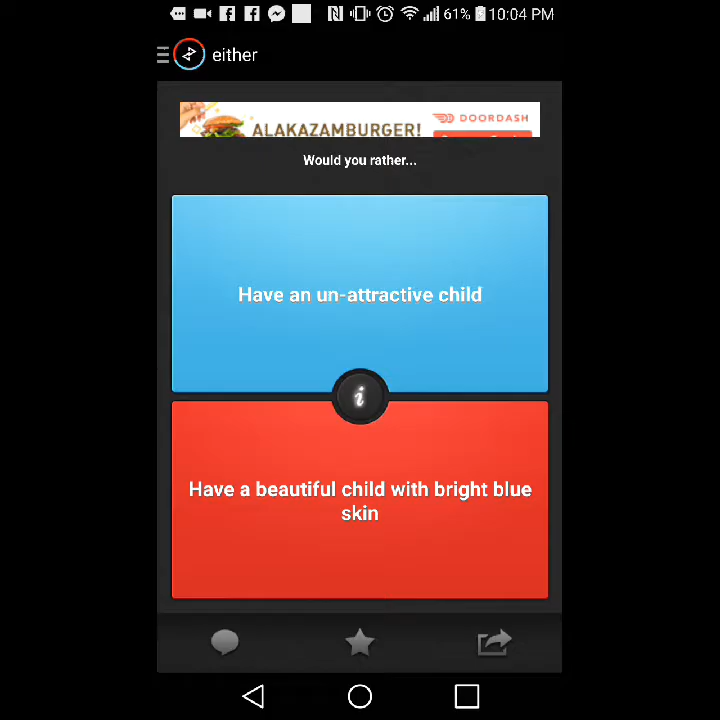 61% 10:04 PM
either
ALAKAZAMBURGER! DOORDASH
Would you rather...
Have an un-attractive child
i
Have a beautiful child with bright blue
skin